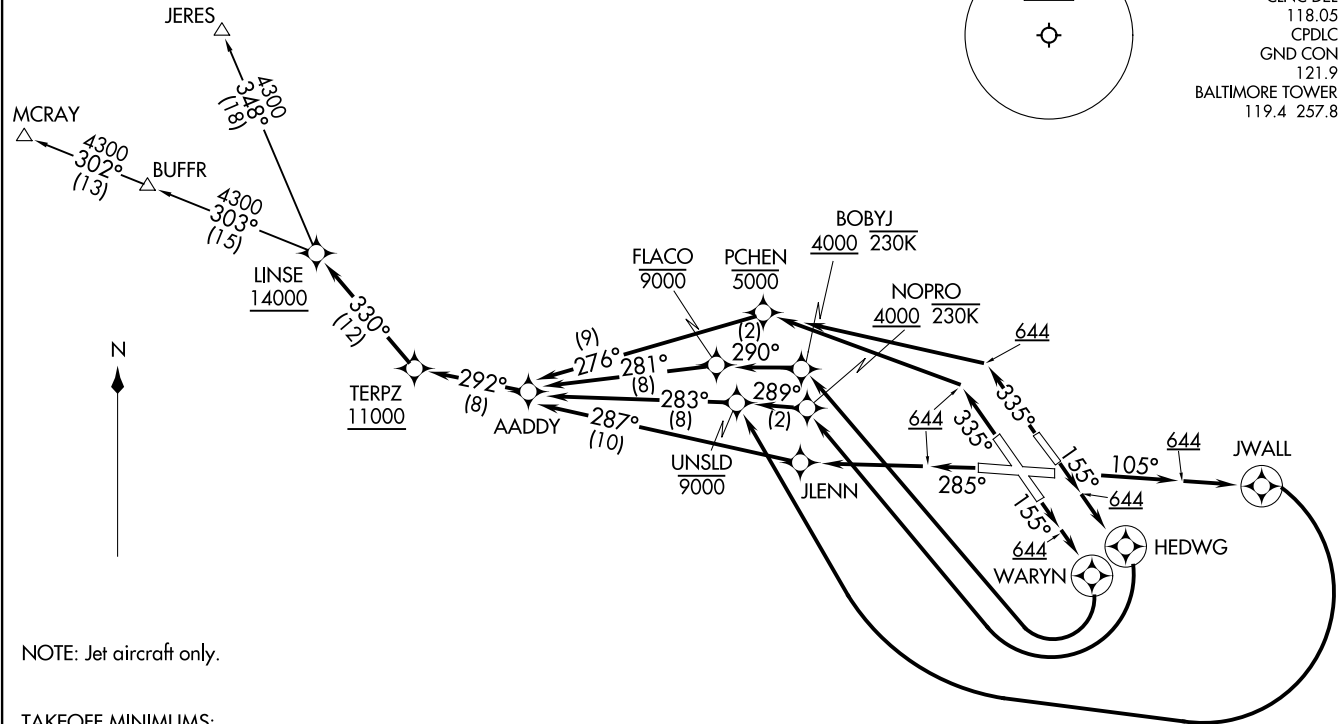 JERES
CLNC DEL
118.05
CPDLC
GND CON
121.9
BALTIMORE TOWER
119.4 257.8
4300
348°
(18)
MCRAY
4300
302°
(13)
BUFFR
4300
303°
(15)
LINSE
14000
330°
(12)
TERPZ
11000
292°
(8)
AADDY
FLACO
9000
PCHEN
5000
BOBYJ
4000 230K
NOPRO
4000 230K
(9)
276°
(2)
290°
281°
(8)
283°
(8)
289°
(2)
287°
(10)
UNSLD
9000
JLENN
644
335°
644
335°
285°
155°
644
105°
644
JWALL
155°
644
HEDWG
WARYN
N
NOTE: Jet aircraft only.
TAKEOFF MINIMUMS: